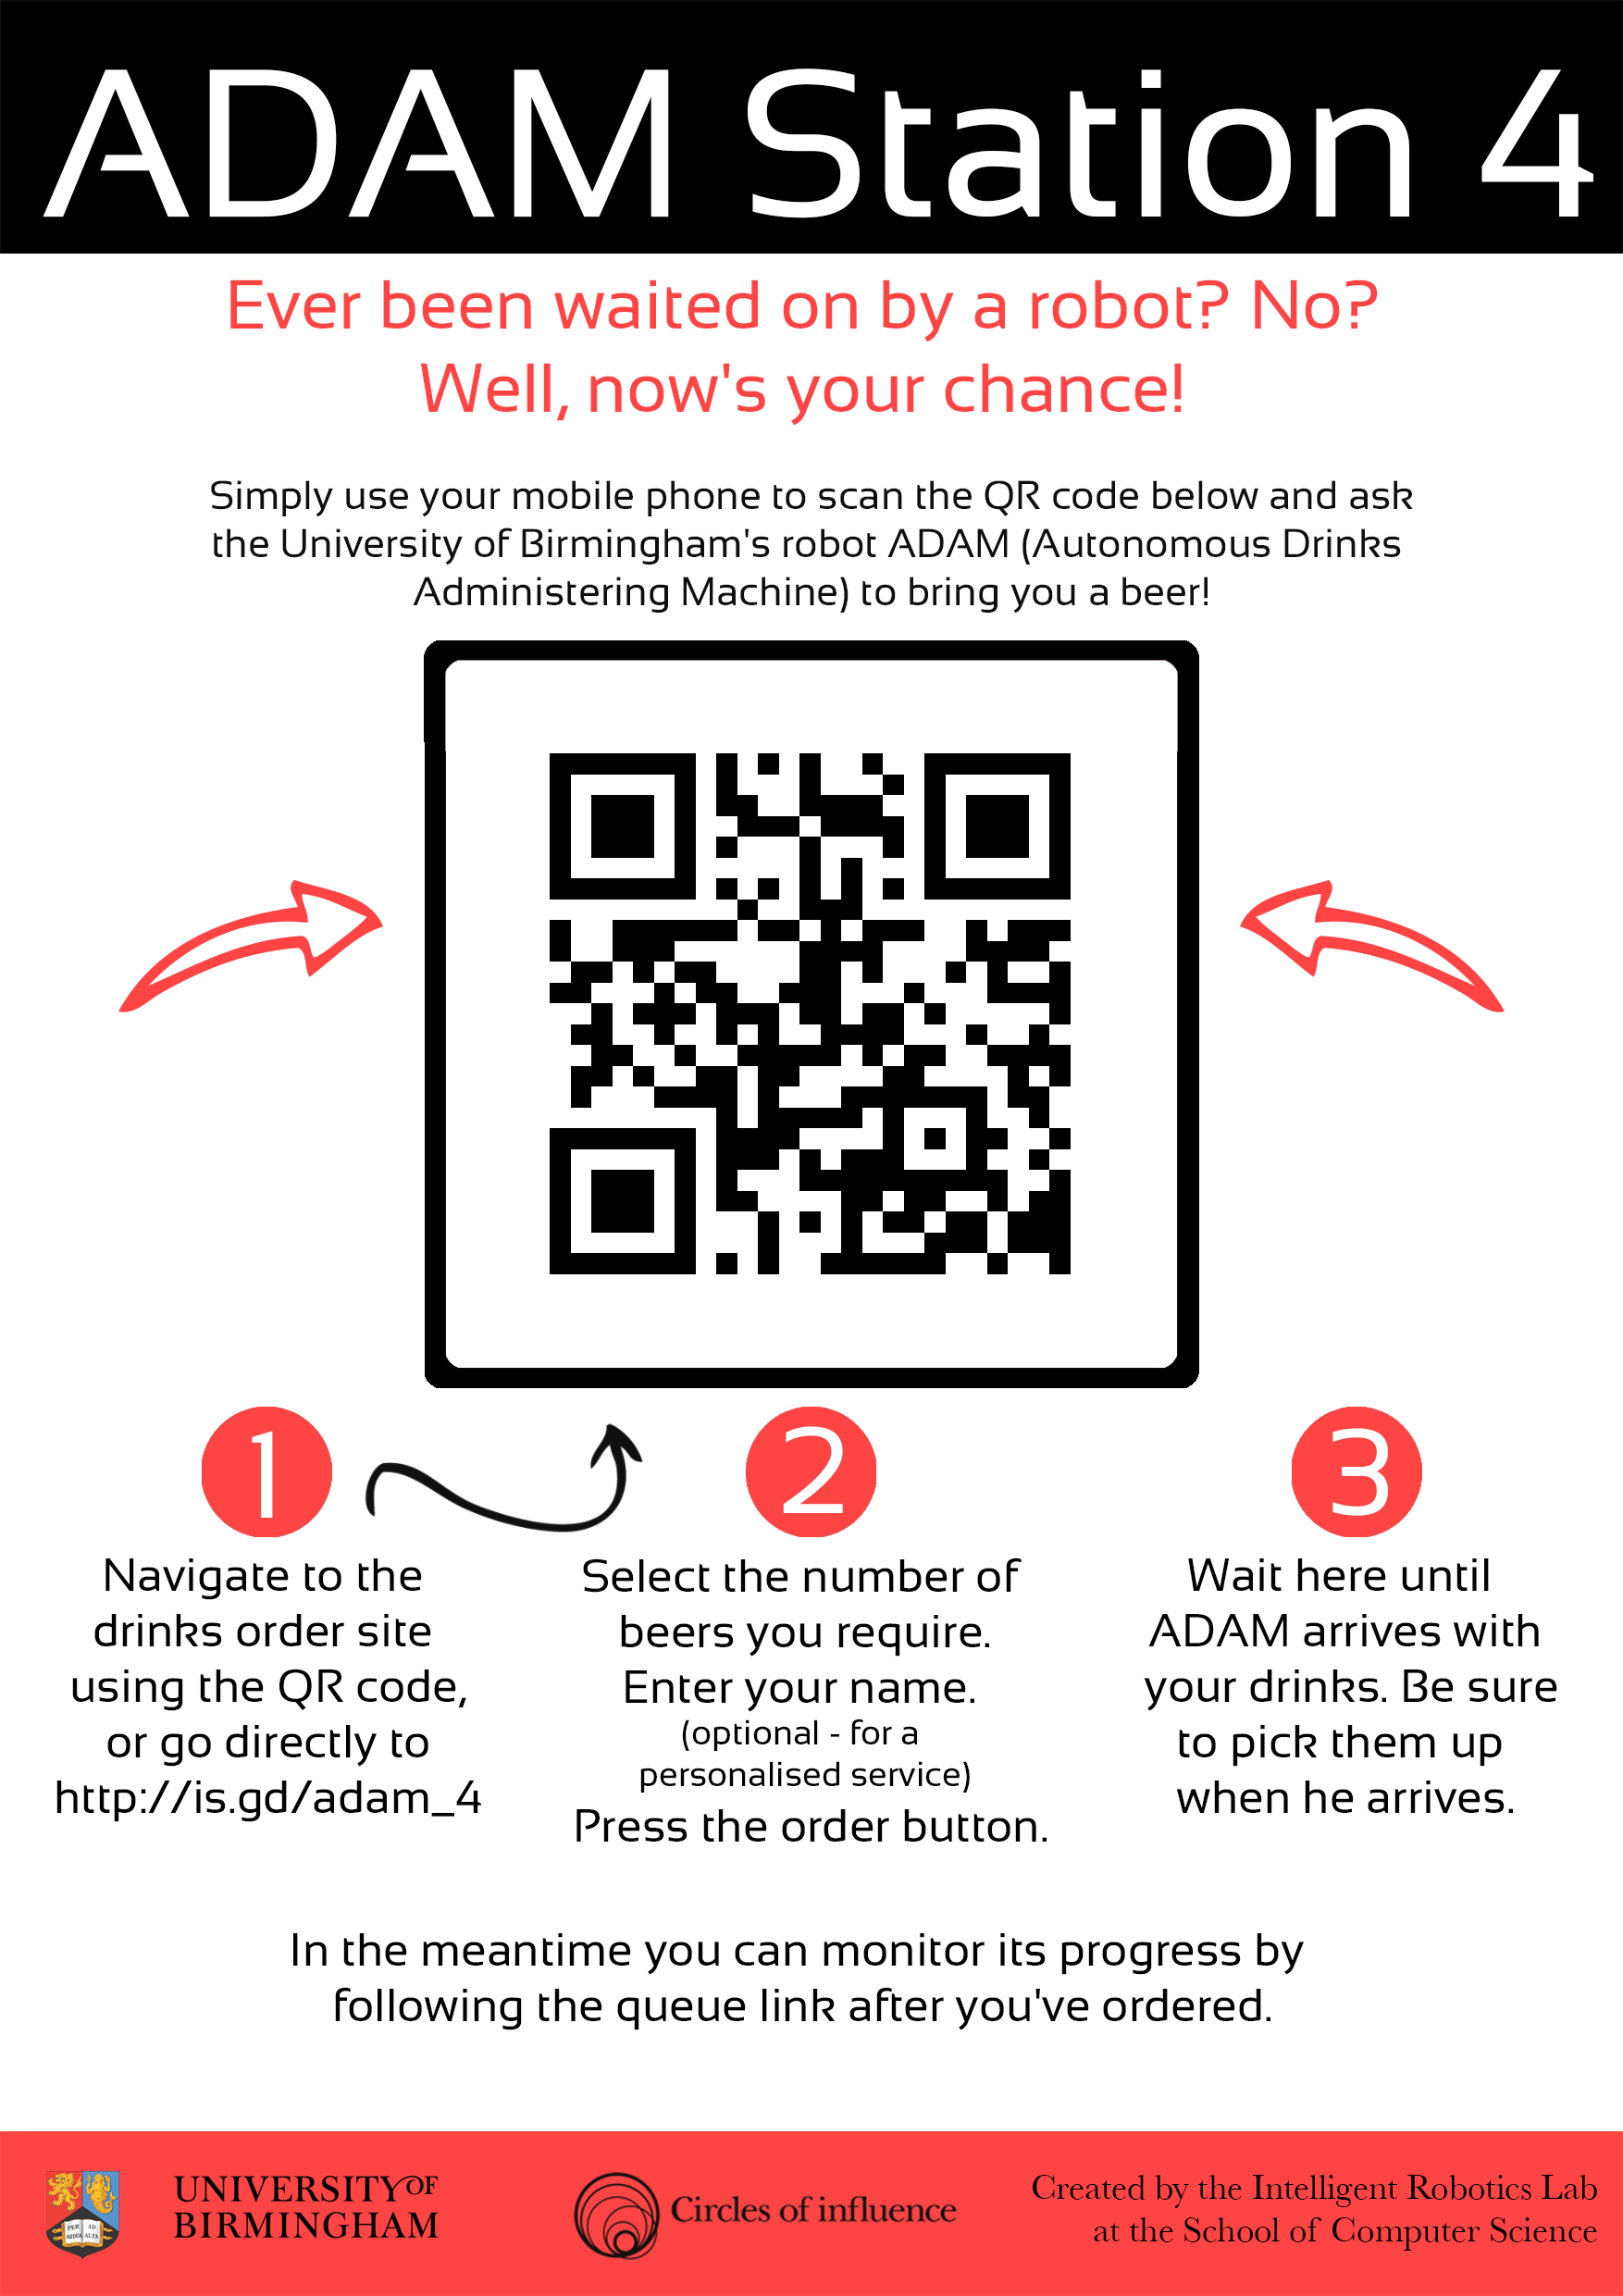 ADAM Station 4
Ever been waited on by a robot? No?
Well, now's your chance!
Simply use your mobile phone to scan the QR code below and ask
the University of Birmingham's robot ADAM (Autonomous Drinks
Administering Machine) to bring you a beer!
1
Navigate to the
drinks order site
using the QR code,
or go directly to
http://is.gd/adam_4
2
Select the number of
beers you require.
Enter your name.
(optional - for a
personalised service)
Press the order button.
3
Wait here until
ADAM arrives with
your drinks. Be sure
to pick them up
when he arrives.
In the meantime you can monitor its progress by
following the queue link after you've ordered.
PER AD
ARDUA ALTA
UNIVERSITY OF
BIRMINGHAM
Circles of influence
Created by the Intelligent Robotics Lab
at the School of Computer Science